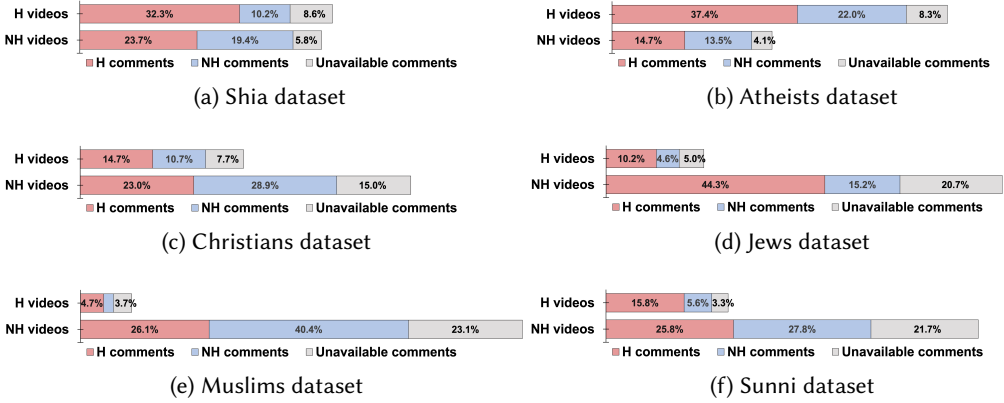 H videos 32.3% 10.2% 8.6%
NH videos 23.7% 19.4% 5.8%
H comments NH comments Unavailable comments
(a) Shia dataset
H videos 37.4% 22.0% 8.3%
NH videos 14.7% 13.5% 4.1%
H comments NH comments Unavailable comments
(b) Atheists dataset
H videos 14.7% 10.7% 7.7%
NH videos 23.0% 28.9% 15.0%
H comments NH comments Unavailable comments
(c) Christians dataset
H videos 10.2% 4.6% 5.0%
NH videos 44.3% 15.2% 20.7%
H comments NH comments Unavailable comments
(d) Jews dataset
H videos 4.7% 3.7%
NH videos 26.1% 40.4% 23.1%
H comments NH comments Unavailable comments
(e) Muslims dataset
H videos 15.8% 5.6% 3.3%
NH videos 25.8% 27.8% 21.7%
H comments NH comments Unavailable comments
(f) Sunni dataset